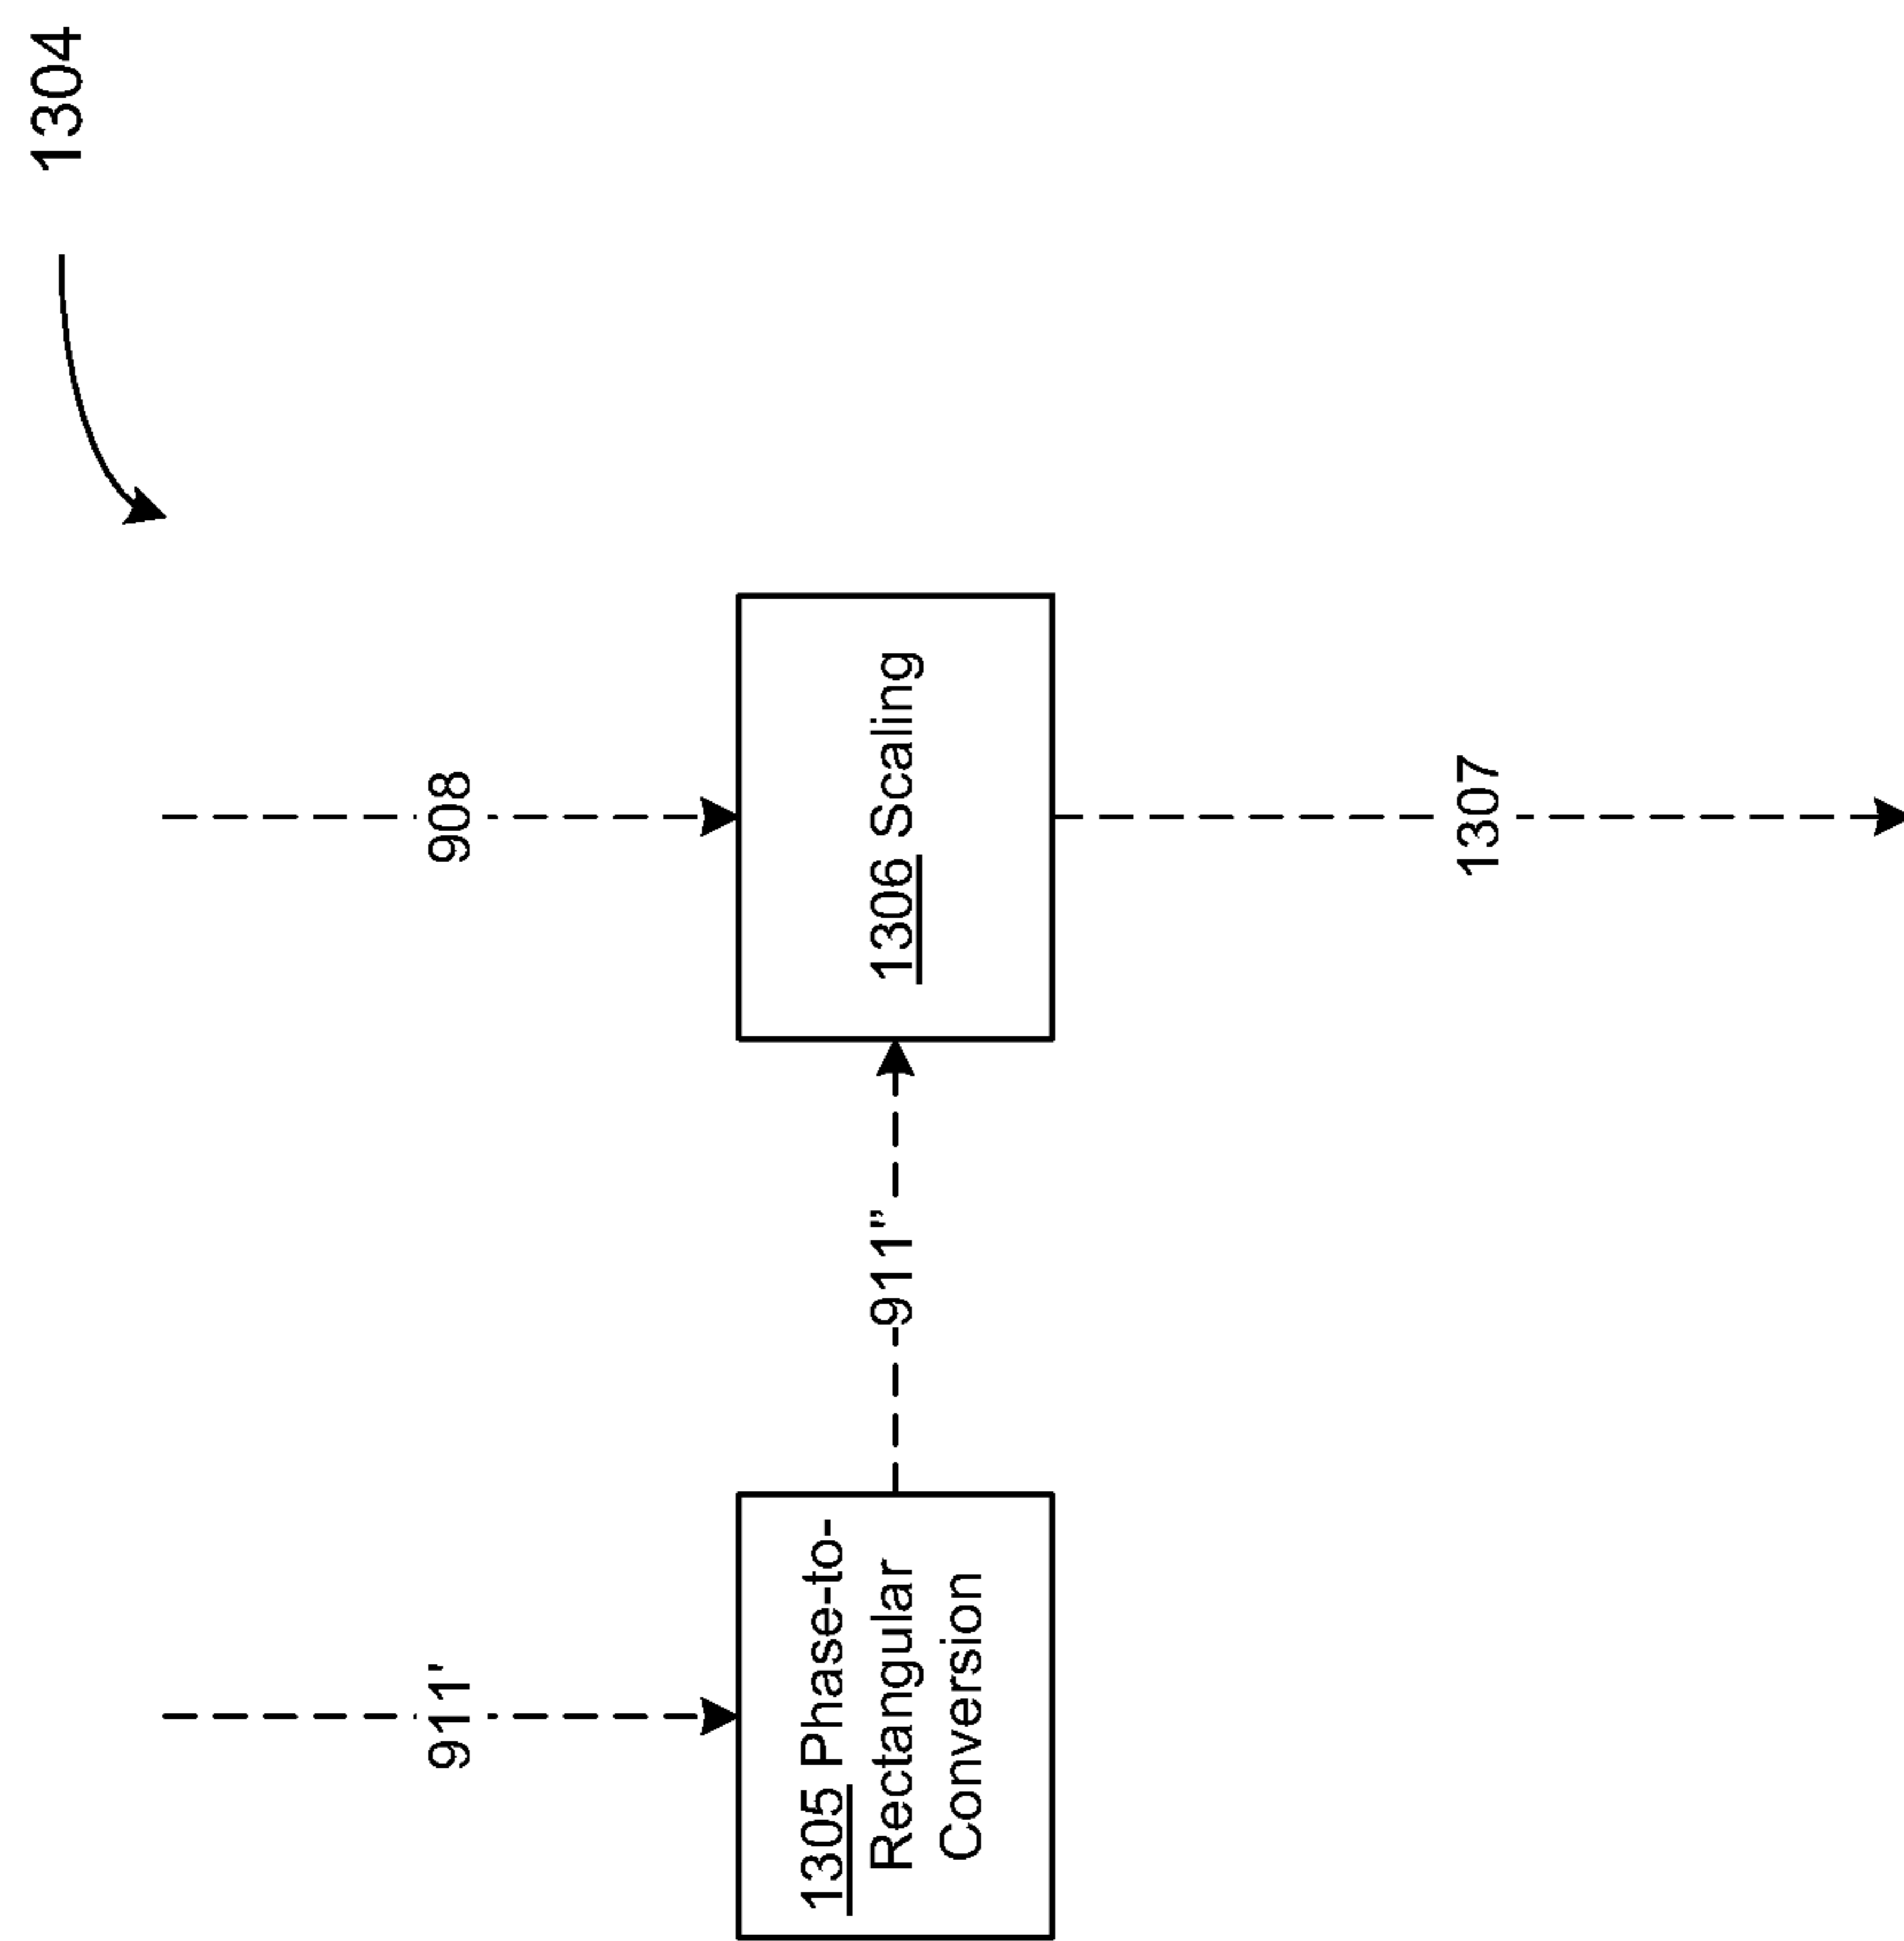 1304
911'
908
1305 Phase-to-
Rectangular
Conversion
911”
1306 Scaling
1307